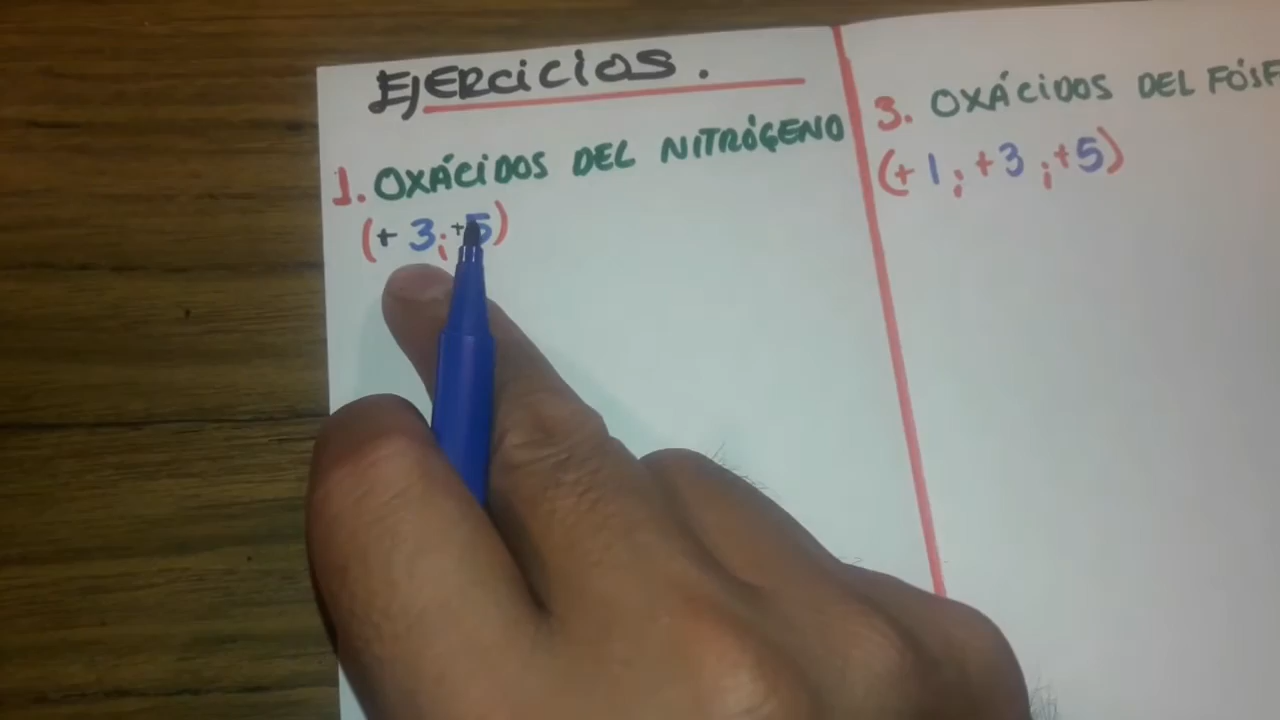 EJERCICIOS.
1. OXÁCIDOS DEL NITRÓGENO
(+3;+5)
3. OXÁCIDOS DEL FÓSF
(+1;+3;+5)